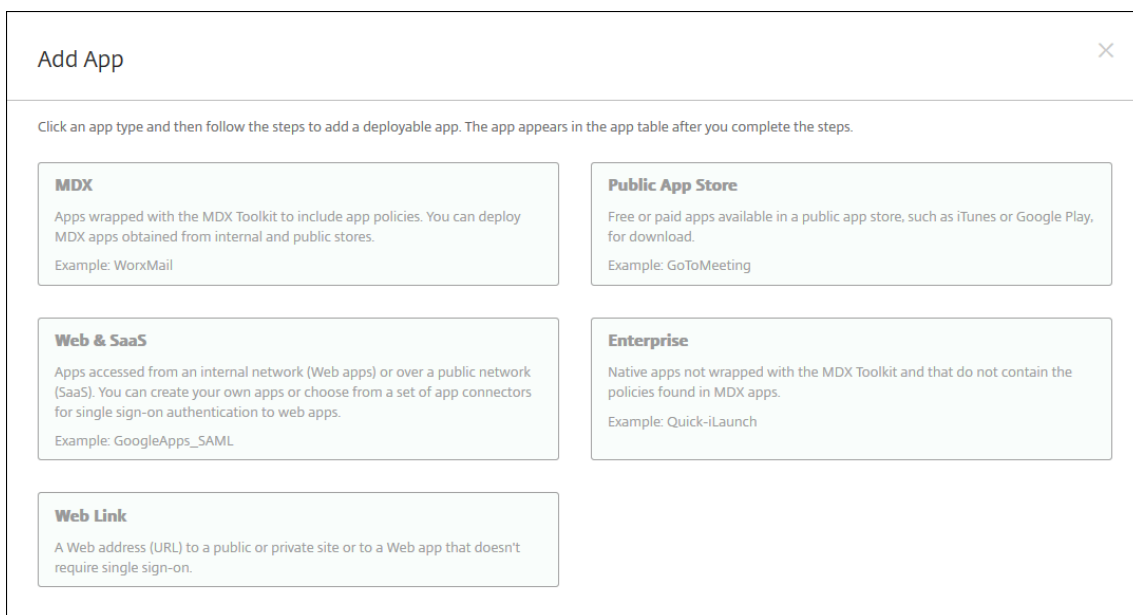 Add App
Click an app type and then follow the steps to add a deployable app. The app appears in the app table after you complete the steps.
MDX
Apps wrapped with the MDX Toolkit to include app policies. You can deploy
MDX apps obtained from internal and public stores.
Example: WorxMail
Public App Store
Free or paid apps available in a public app store, such as iTunes or Google Play,
for download.
Example: GoToMeeting
Web & SaaS
Apps accessed from an internal network (Web apps) or over a public network
(SaaS). You can create your own apps or choose from a set of app connectors
for single sign-on authentication to web apps.
Example: GoogleApps_SAML
Enterprise
Native apps not wrapped with the MDX Toolkit and that do not contain the
policies found in MDX apps.
Example: Quick-iLaunch
Web Link
A Web address (URL) to a public or private site or to a Web app that doesn't
require single sign-on.